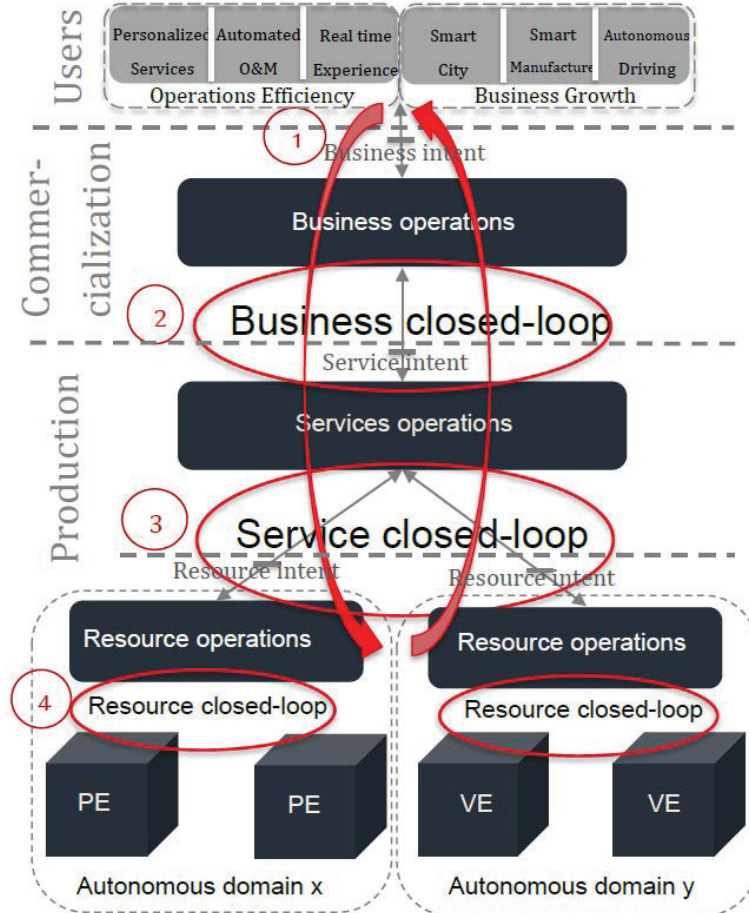 Users
Personalized Services
Automated O&M
Real time Experience
Smart City
Smart Manufacture
Autonomous Driving
Operations Efficiency
Business Growth
1
Business intent
Commer-
cialization
Business operations
2
Business closed-loop
Service intent
Production
Services operations
3
Service closed-loop
Resource intent
Resource intent
Resource operations
Resource operations
4
Resource closed-loop
Resource closed-loop
PE
PE
VE
VE
Autonomous domain x
Autonomous domain y